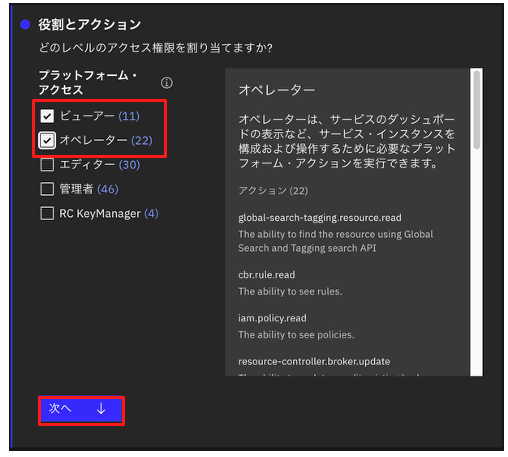 役割とアクション
どのレベルのアクセス権限を割り当てますか?
プラットフォーム・
アクセス
ビューアー (11)
オペレーター (22)
エディター (30)
管理者 (46)
RC KeyManager (4)
オペレーター
オペレーターは、サービスのダッシュボー
ドの表示など、サービス・インスタンスを
構成および操作するために必要なプラット
フォーム・アクションを実行できます。
アクション (22)
global-search-tagging.resource.read
The ability to find the resource using Global
Search and Tagging search API
cbr.rule.read
The ability to see rules.
iam.policy.read
The ability to see policies.
resource-controller.broker.update
次へ